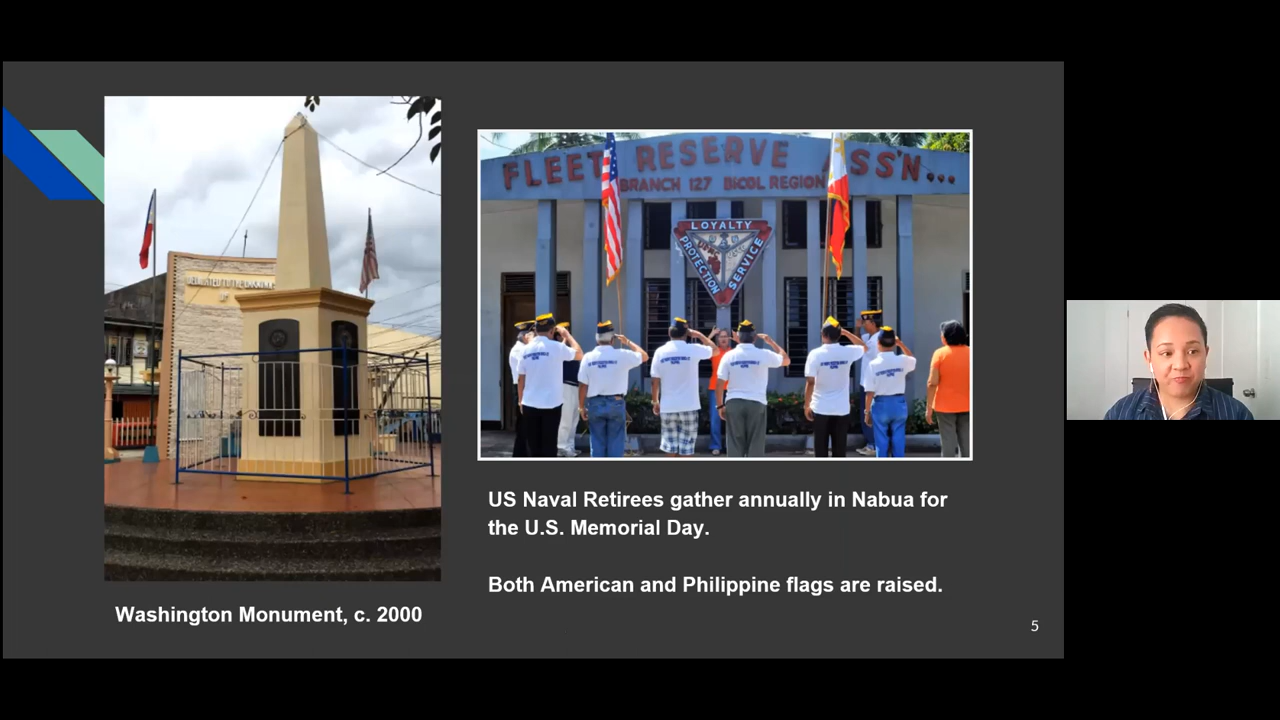 FLEET RESERVE ASS'N...
BRANCH 127 BICOL REGION
LOYALTY
PROTECTION
SERVICE
US Naval Retirees gather annually in Nabua for
the U.S. Memorial Day.
Both American and Philippine flags are raised.
Washington Monument, c. 2000
5